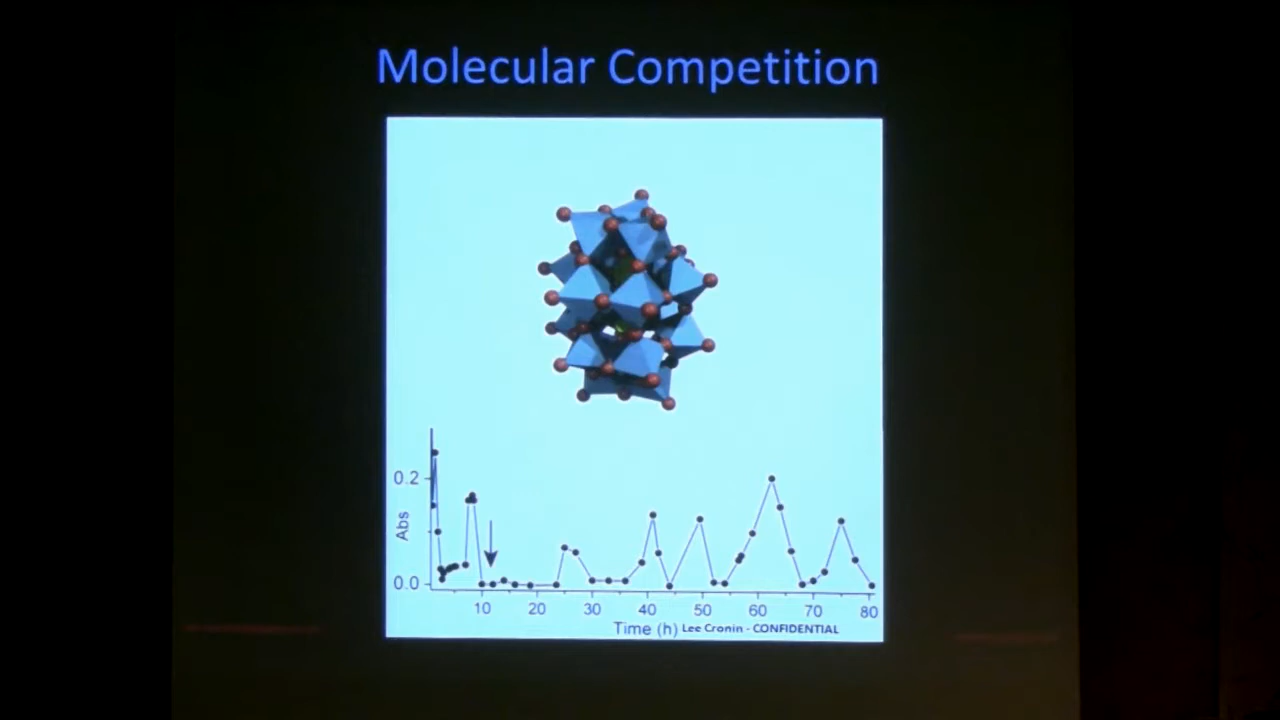 Molecular Competition
0.2
Abs
0.0
10 20 30 40 50 60 70 80
Time (h) Lee Cronin - CONFIDENTIAL